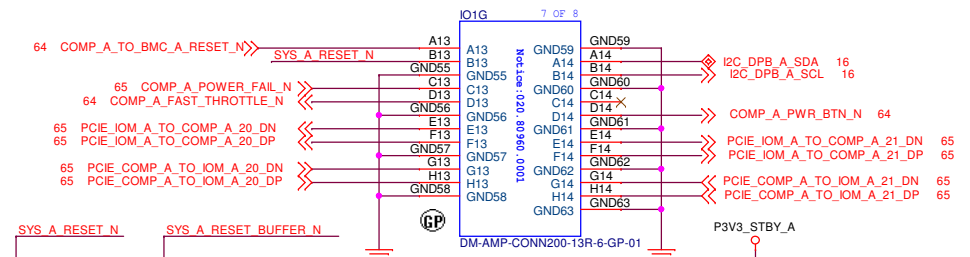 IO1G 7 OF 8
64 COMP_A_TO_BMC_A_RESET_N A13 A13 GND59 GND59
SYS_A_RESET_N B13 B13 A14 A14 I2C_DPB_A_SDA 16
GND55 GND55 B14 B14 I2C_DPB_A_SCL 16
65 COMP_A_POWER_FAIL_N C13 C13 GND60 GND60
64 COMP_A_FAST_THROTTLE_N D13 D13 C14 C14
GND56 GND56 D14 D14 COMP_A_PWR_BTN_N 64
65 PCIE_IOM_A_TO_COMP_A_20_DN E13 E13 GND61 GND61
65 PCIE_IOM_A_TO_COMP_A_20_DP F13 F13 E14 E14 PCIE_IOM_A_TO_COMP_A_21_DN 65
GND57 GND57 F14 F14 PCIE_IOM_A_TO_COMP_A_21_DP 65
65 PCIE_COMP_A_TO_IOM_A_20_DN G13 G13 GND62 GND62
65 PCIE_COMP_A_TO_IOM_A_20_DP H13 H13 G14 G14 PCIE_COMP_A_TO_IOM_A_21_DN 65
GND58 GND58 H14 H14 PCIE_COMP_A_TO_IOM_A_21_DP 65
GND63 GND63
Notice:020.80960.0001
GP
DM-AMP-CONN200-13R-6-GP-01
SYS_A_RESET_N SYS_A_RESET_BUFFER_N P3V3_STBY_A